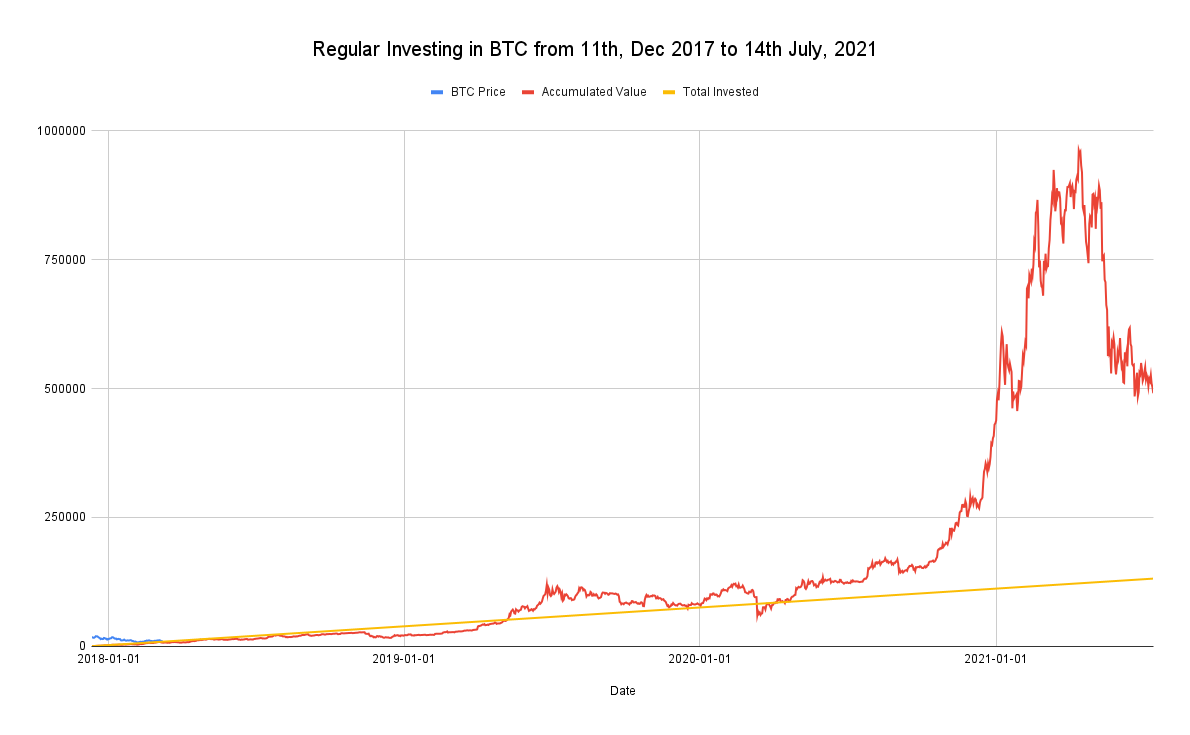 Regular Investing in BTC from 11th, Dec 2017 to 14th July, 2021
BTC Price Accumulated Value Total Invested
1000000
750000
500000
250000
0
2018-01-01 2019-01-01 2020-01-01 2021-01-01
Date